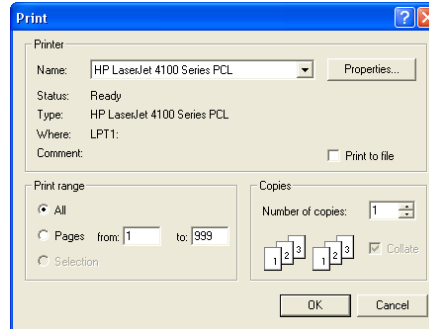 Print
Printer
Name: HP LaserJet 4100 Series PCL Properties...
Status: Ready
Type: HP LaserJet 4100 Series PCL
Where: LPT1:
Comment: Print to file
Print range
All
Pages from: 1 to: 999
Selection
Copies
Number of copies: 1
1 2 3 1 2 3 Collate
OK Cancel